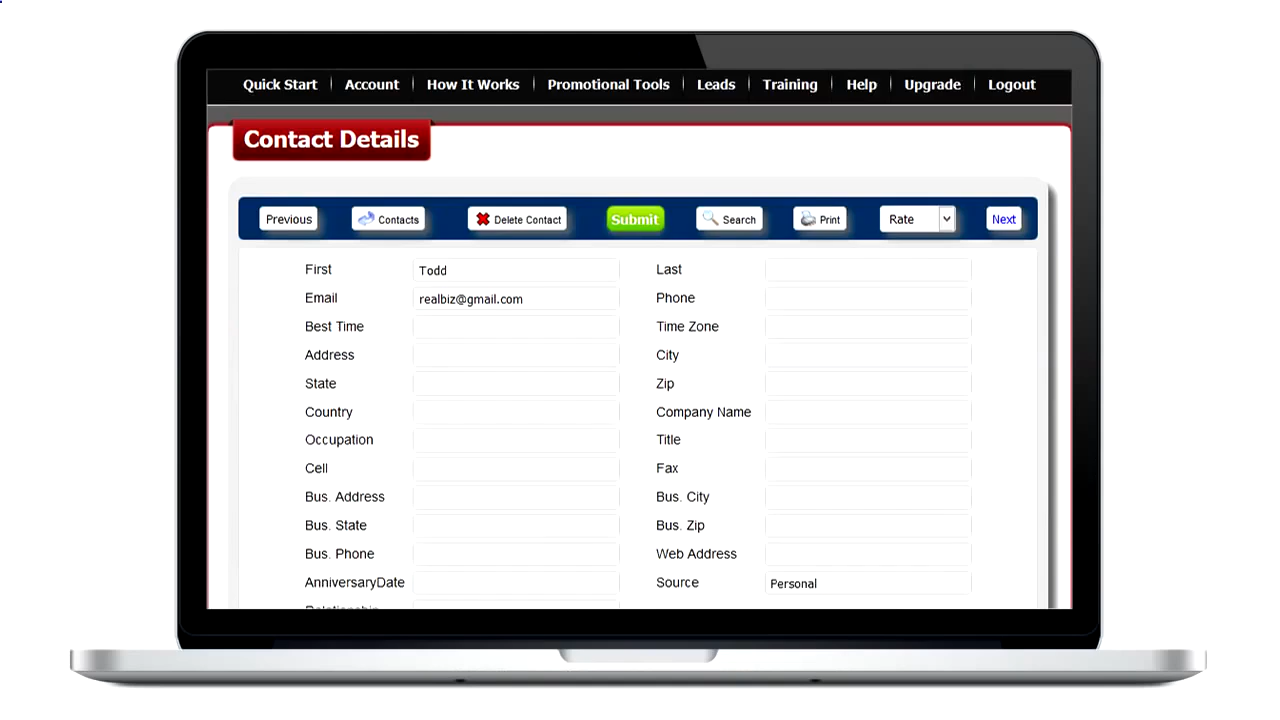 Quick Start Account How It Works Promotional Tools Leads Training Help Upgrade Logout
Contact Details
Previous Contacts Delete Contact Submit Search Print Rate Next
First Todd Last
Email realbiz@gmail.com Phone
Best Time Time Zone
Address City
State Zip
Country Company Name
Occupation Title
Cell Fax
Bus. Address Bus. City
Bus. State Bus. Zip
Bus. Phone Web Address
AnniversaryDate Source Personal